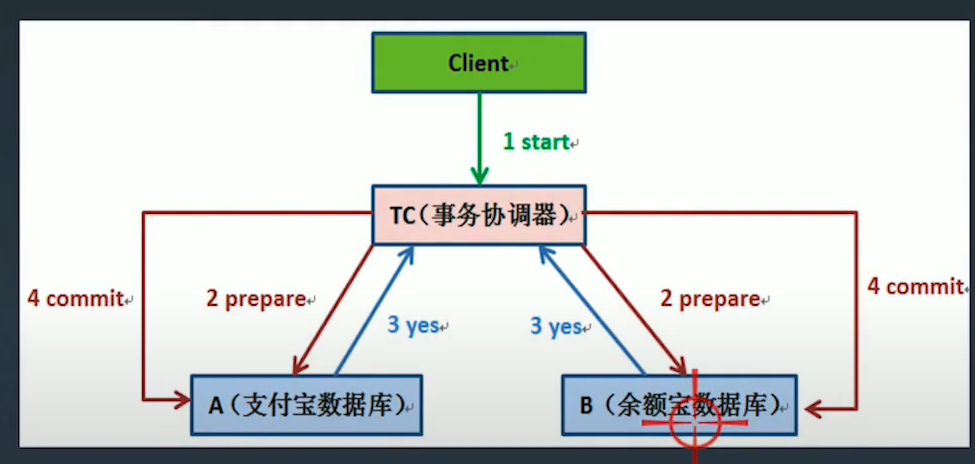 Client
1 start
TC（事务协调器）
4 commit
2 prepare
3 yes
3 yes
2 prepare
4 commit
A（支付宝数据库）
B（余额宝数据库）